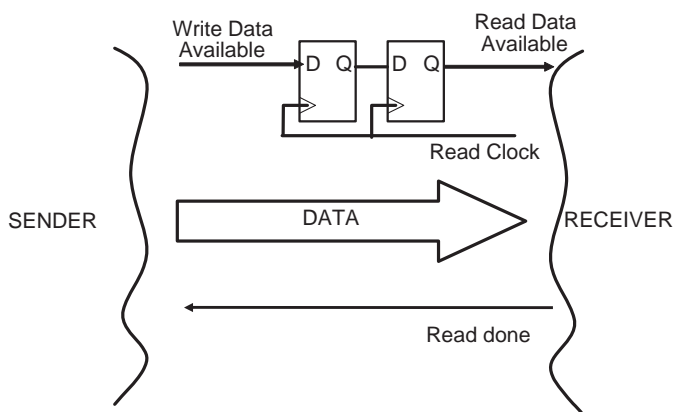 Write Data
Available
Read Data
Available
D Q
D Q
Read Clock
SENDER
DATA
RECEIVER
Read done